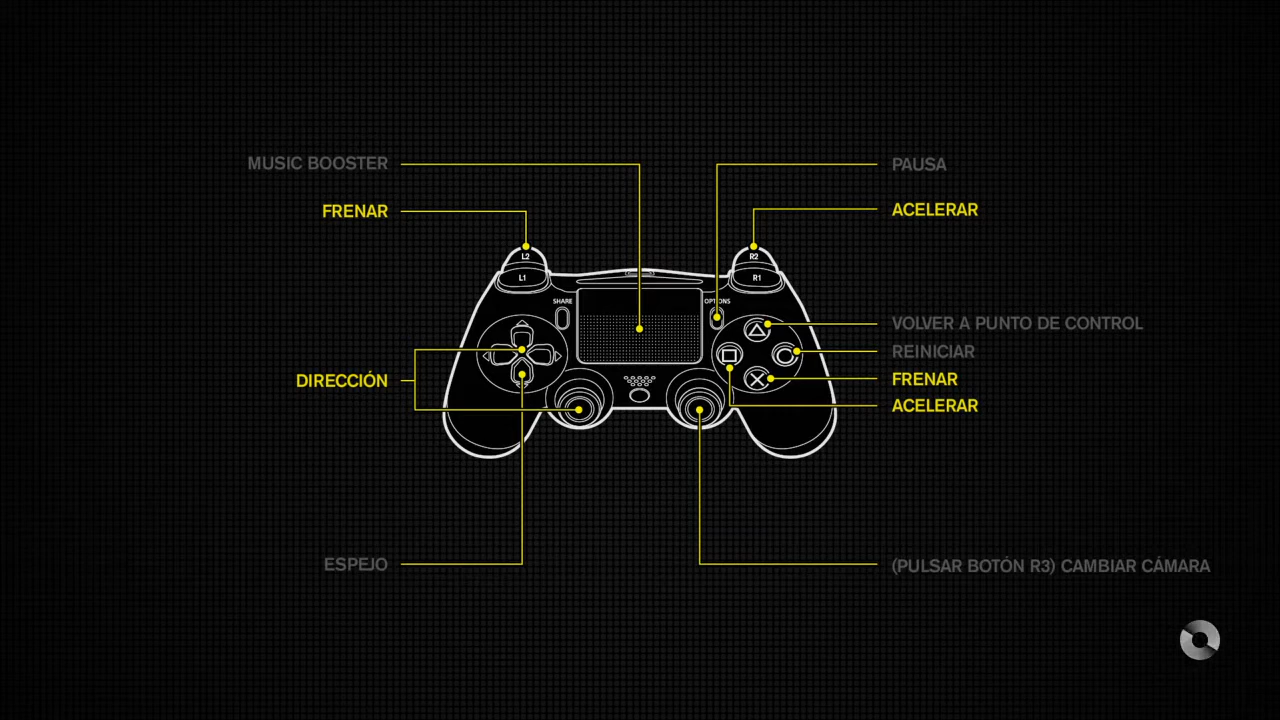 MUSIC BOOSTER
PAUSA
FRENAR
ACELERAR
L2
R2
L1
R1
SHARE
OPTIONS
VOLVER A PUNTO DE CONTROL
REINICIAR
DIRECCIÓN
FRENAR
ACELERAR
ESPEJO
(PULSAR BOTÓN R3) CAMBIAR CÁMARA